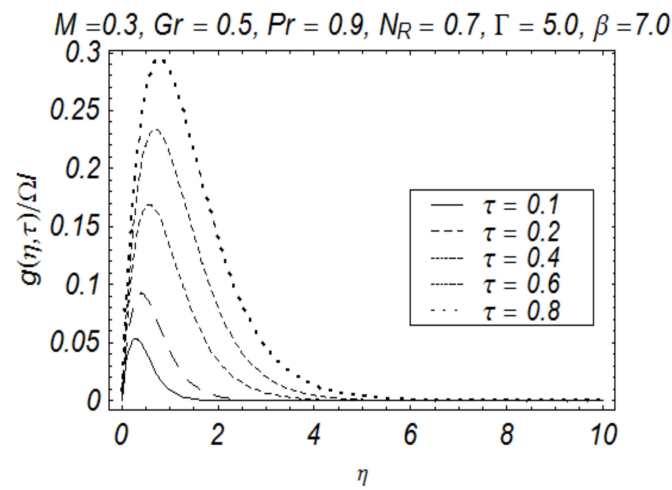 M =0.3, Gr = 0.5, Pr = 0.9, N_R = 0.7, Γ = 5.0, β = 7.0
0.3
0.25
0.2
0.15
0.1
0.05
0
g(η,τ)/Ωl
τ = 0.1
τ = 0.2
τ = 0.4
τ = 0.6
τ = 0.8
0 2 4 6 8 10
η